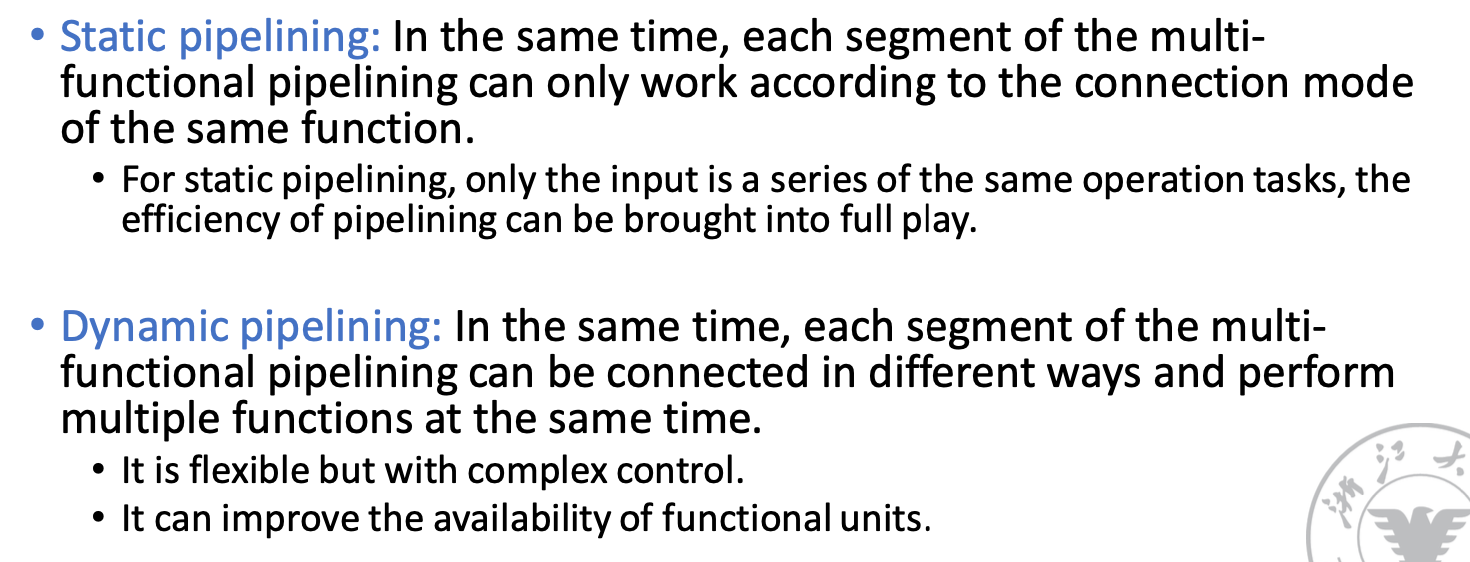 • Static pipelining: In the same time, each segment of the multi-
functional pipelining can only work according to the connection mode
of the same function.
• For static pipelining, only the input is a series of the same operation tasks, the
efficiency of pipelining can be brought into full play.
• Dynamic pipelining: In the same time, each segment of the multi-
functional pipelining can be connected in different ways and perform
multiple functions at the same time.
• It is flexible but with complex control.
• It can improve the availability of functional units.
浙江大